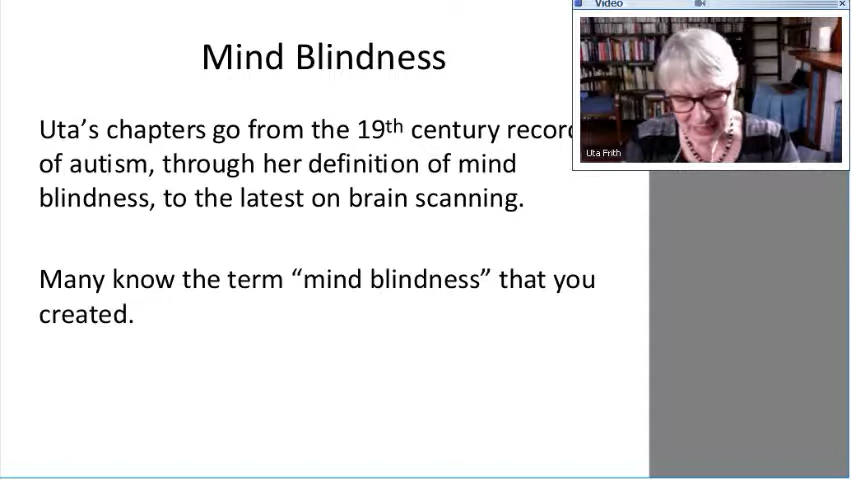 Video
Mind Blindness
Uta Frith
Uta’s chapters go from the 19th century record
of autism, through her definition of mind
blindness, to the latest on brain scanning.
Many know the term “mind blindness” that you
created.